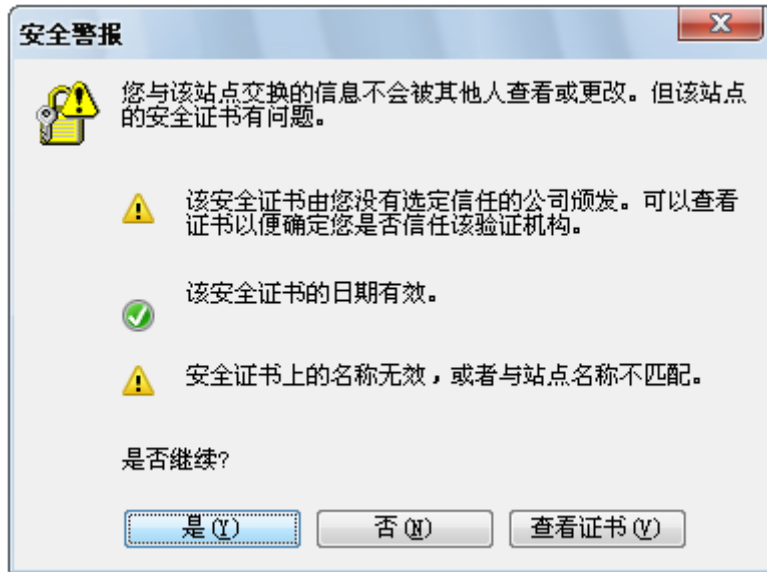 安全警报
您与该站点交换的信息不会被其他人查看或更改。但该站点
的安全证书有问题。
该安全证书由您没有选定信任的公司颁发。可以查看
证书以便确定您是否信任该验证机构。
该安全证书的日期有效。
安全证书上的名称无效，或者与站点名称不匹配。
是否继续?
是(Y) 否(N) 查看证书(V)